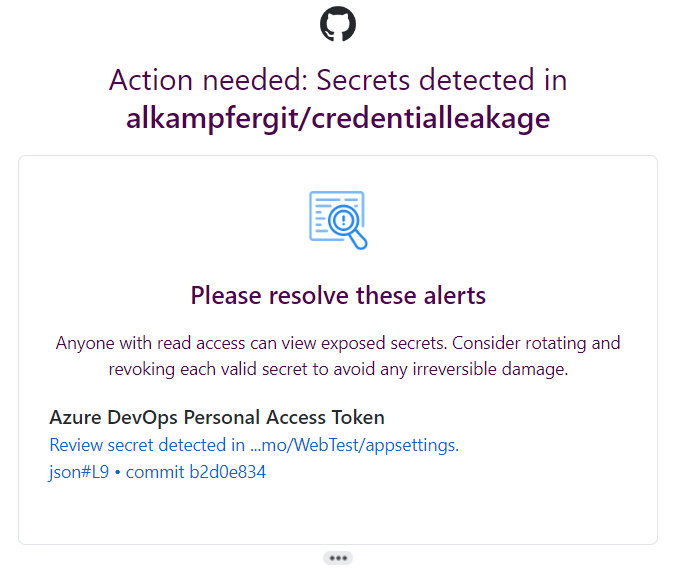 Action needed: Secrets detected in
alkampfergit/credentialleakage
Please resolve these alerts
Anyone with read access can view exposed secrets. Consider rotating and
revoking each valid secret to avoid any irreversible damage.
Azure DevOps Personal Access Token
Review secret detected in ...mo/WebTest/appsettings.
json#L9 • commit b2d0e834